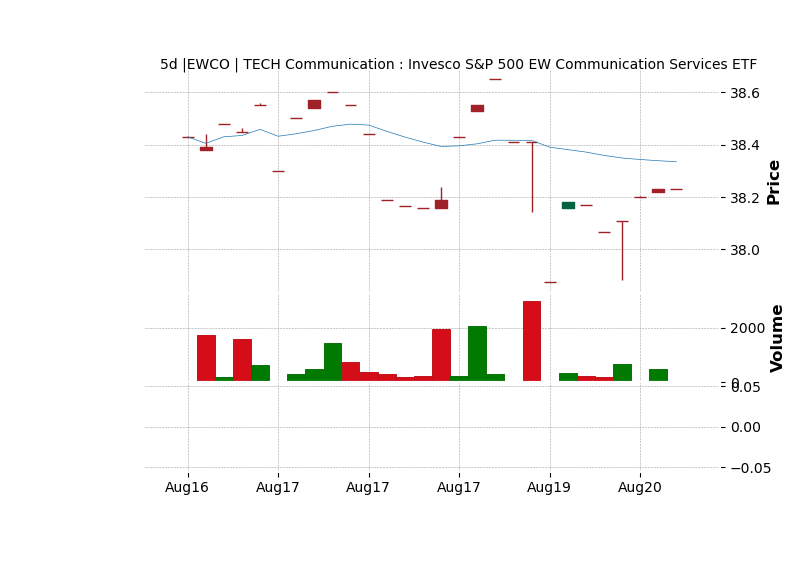 5d |EWCO | TECH Communication : Invesco S&P 500 EW Communication Services ETF
38.6
38.4
38.2
38.0
Price
2000
0
Volume
0.05
0.00
−0.05
Aug16 Aug17 Aug17 Aug17 Aug19 Aug20